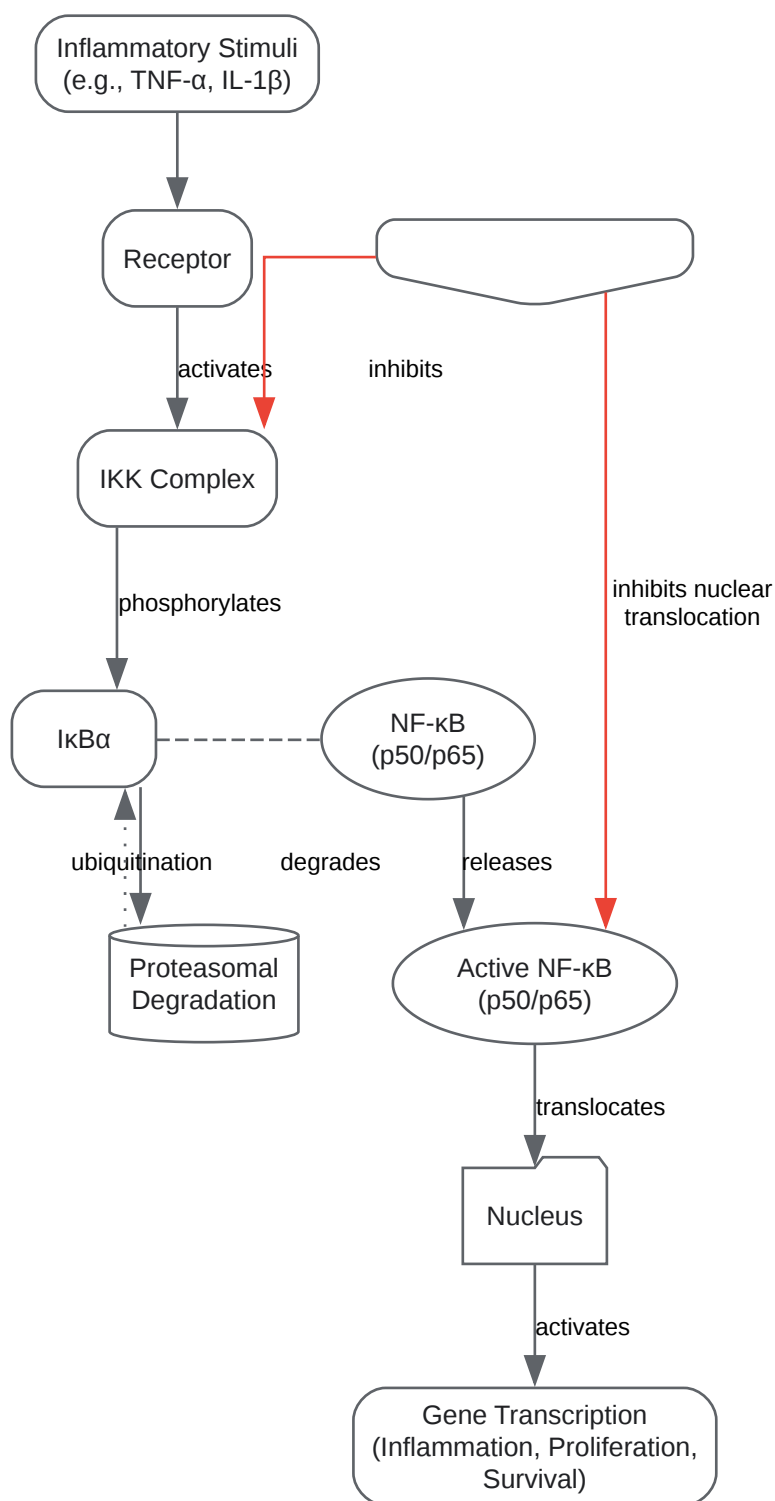 Inflammatory Stimuli
(e.g., TNF-α, IL-1β)
Receptor
activates
inhibits
IKK Complex
phosphorylates
inhibits nuclear
translocation
IκBα
NF-κB
(p50/p65)
ubiquitination
degrades
releases
Proteasomal
Degradation
Active NF-κB
(p50/p65)
translocates
Nucleus
activates
Gene Transcription
(Inflammation, Proliferation,
Survival)